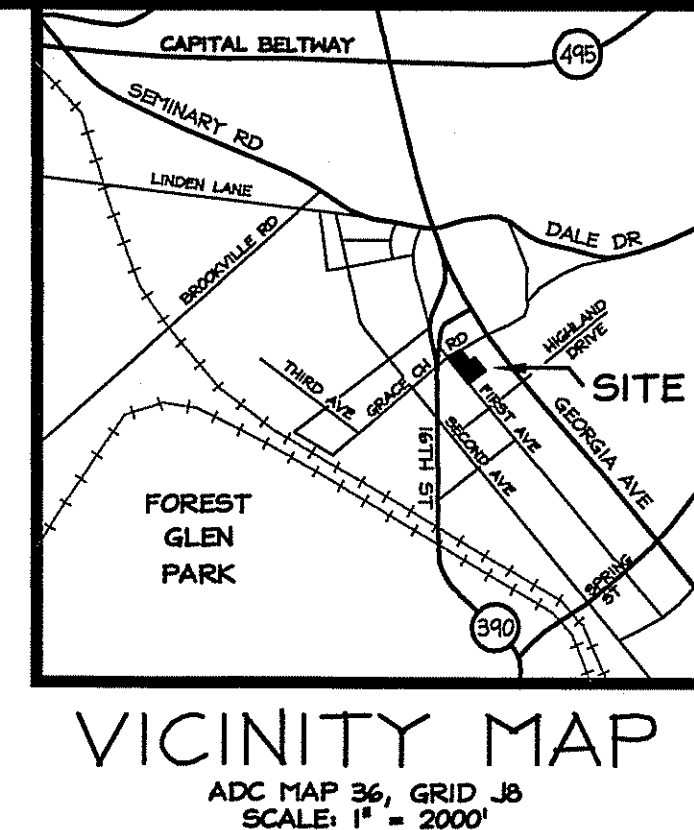 CAPITAL BELTWAY
495
SEMINARY RD
LINDEN LANE
BROOKVILLE RD
DALE DR
HIGHLAND
DRIVE
THIRD AVE
GRACE CH RD
SITE
FIRST AVE
GEORGIA AVE
SECOND AVE
16TH ST
FOREST
GLEN
PARK
SPRING
ST
390
VICINITY MAP
ADC MAP 36, GRID J8
SCALE: 1" = 2000'